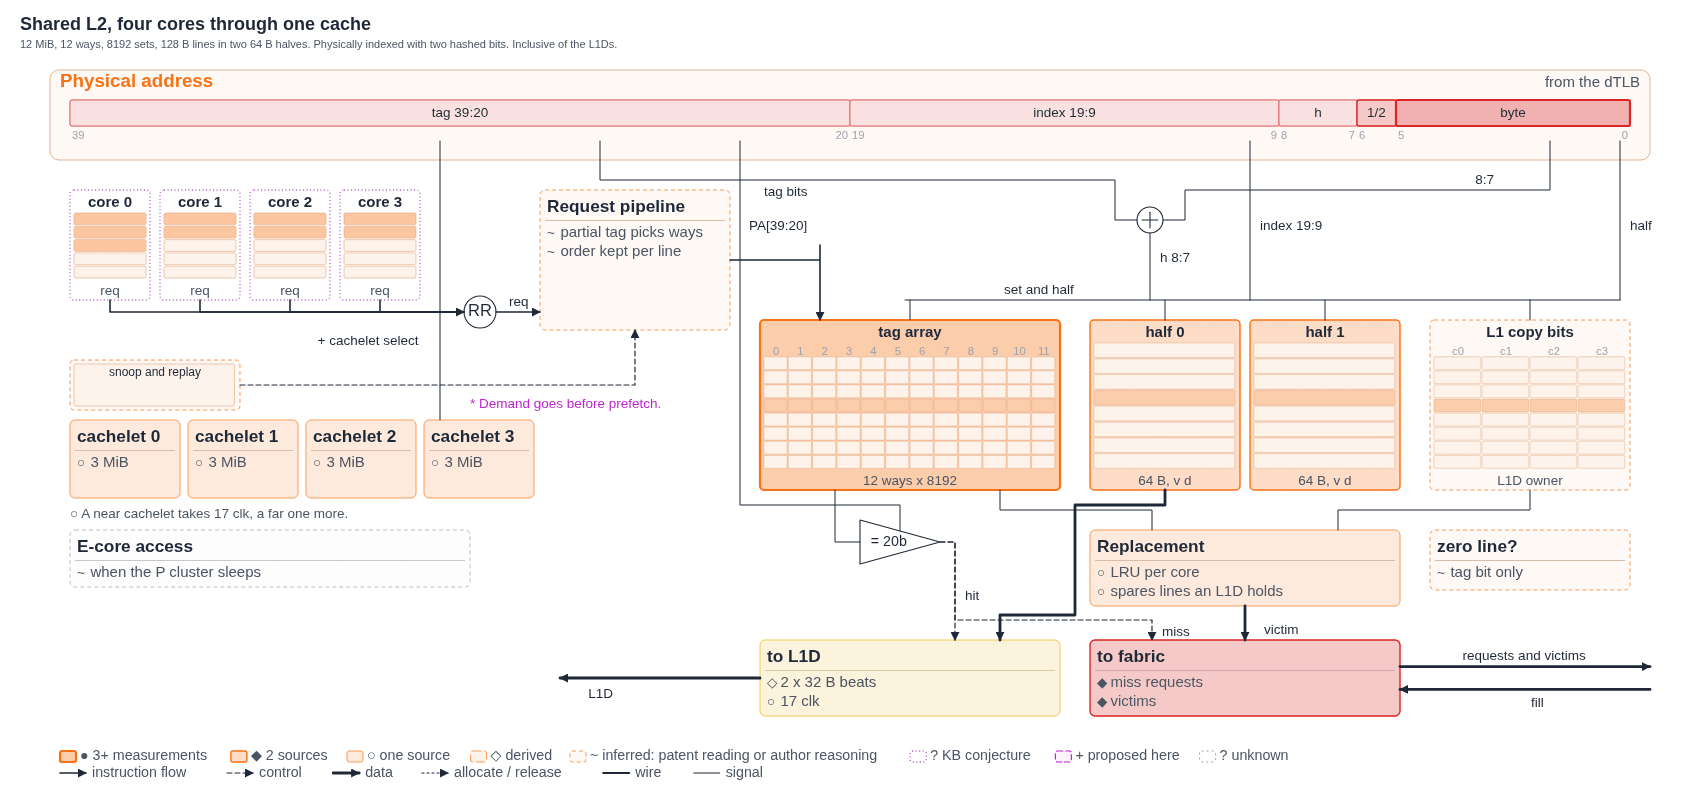 Shared L2, four cores through one cache
12 MiB, 12 ways, 8192 sets, 128 B lines in two 64 B halves. Physically indexed with two hashed bits. Inclusive of the L1Ds.
Physical address
from the dTLB
tag 39:20
index 19:9
h
1/2
byte
39
20
19
9
8
7
6
5
0
core 0
core 1
core 2
core 3
req
req
req
req
RR
req
+ cachelet select
Request pipeline
~ partial tag picks ways
~ order kept per line
tag bits
PA[39:20]
8:7
index 19:9
half
h 8:7
set and half
snoop and replay
* Demand goes before prefetch.
tag array
0 1 2 3 4 5 6 7 8 9 10 11
12 ways x 8192
half 0
64 B, v d
half 1
64 B, v d
L1 copy bits
c0 c1 c2 c3
L1D owner
cachelet 0
○ 3 MiB
cachelet 1
○ 3 MiB
cachelet 2
○ 3 MiB
cachelet 3
○ 3 MiB
○ A near cachelet takes 17 clk, a far one more.
E-core access
~ when the P cluster sleeps
= 20b
hit
Replacement
○ LRU per core
○ spares lines an L1D holds
zero line?
~ tag bit only
miss
victim
to L1D
◇ 2 x 32 B beats
○ 17 clk
L1D
to fabric
◆ miss requests
◆ victims
requests and victims
fill
● 3+ measurements
◆ 2 sources
○ one source
◇ derived
~ inferred: patent reading or author reasoning
? KB conjecture
+ proposed here
? unknown
instruction flow
control
data
allocate / release
wire
signal